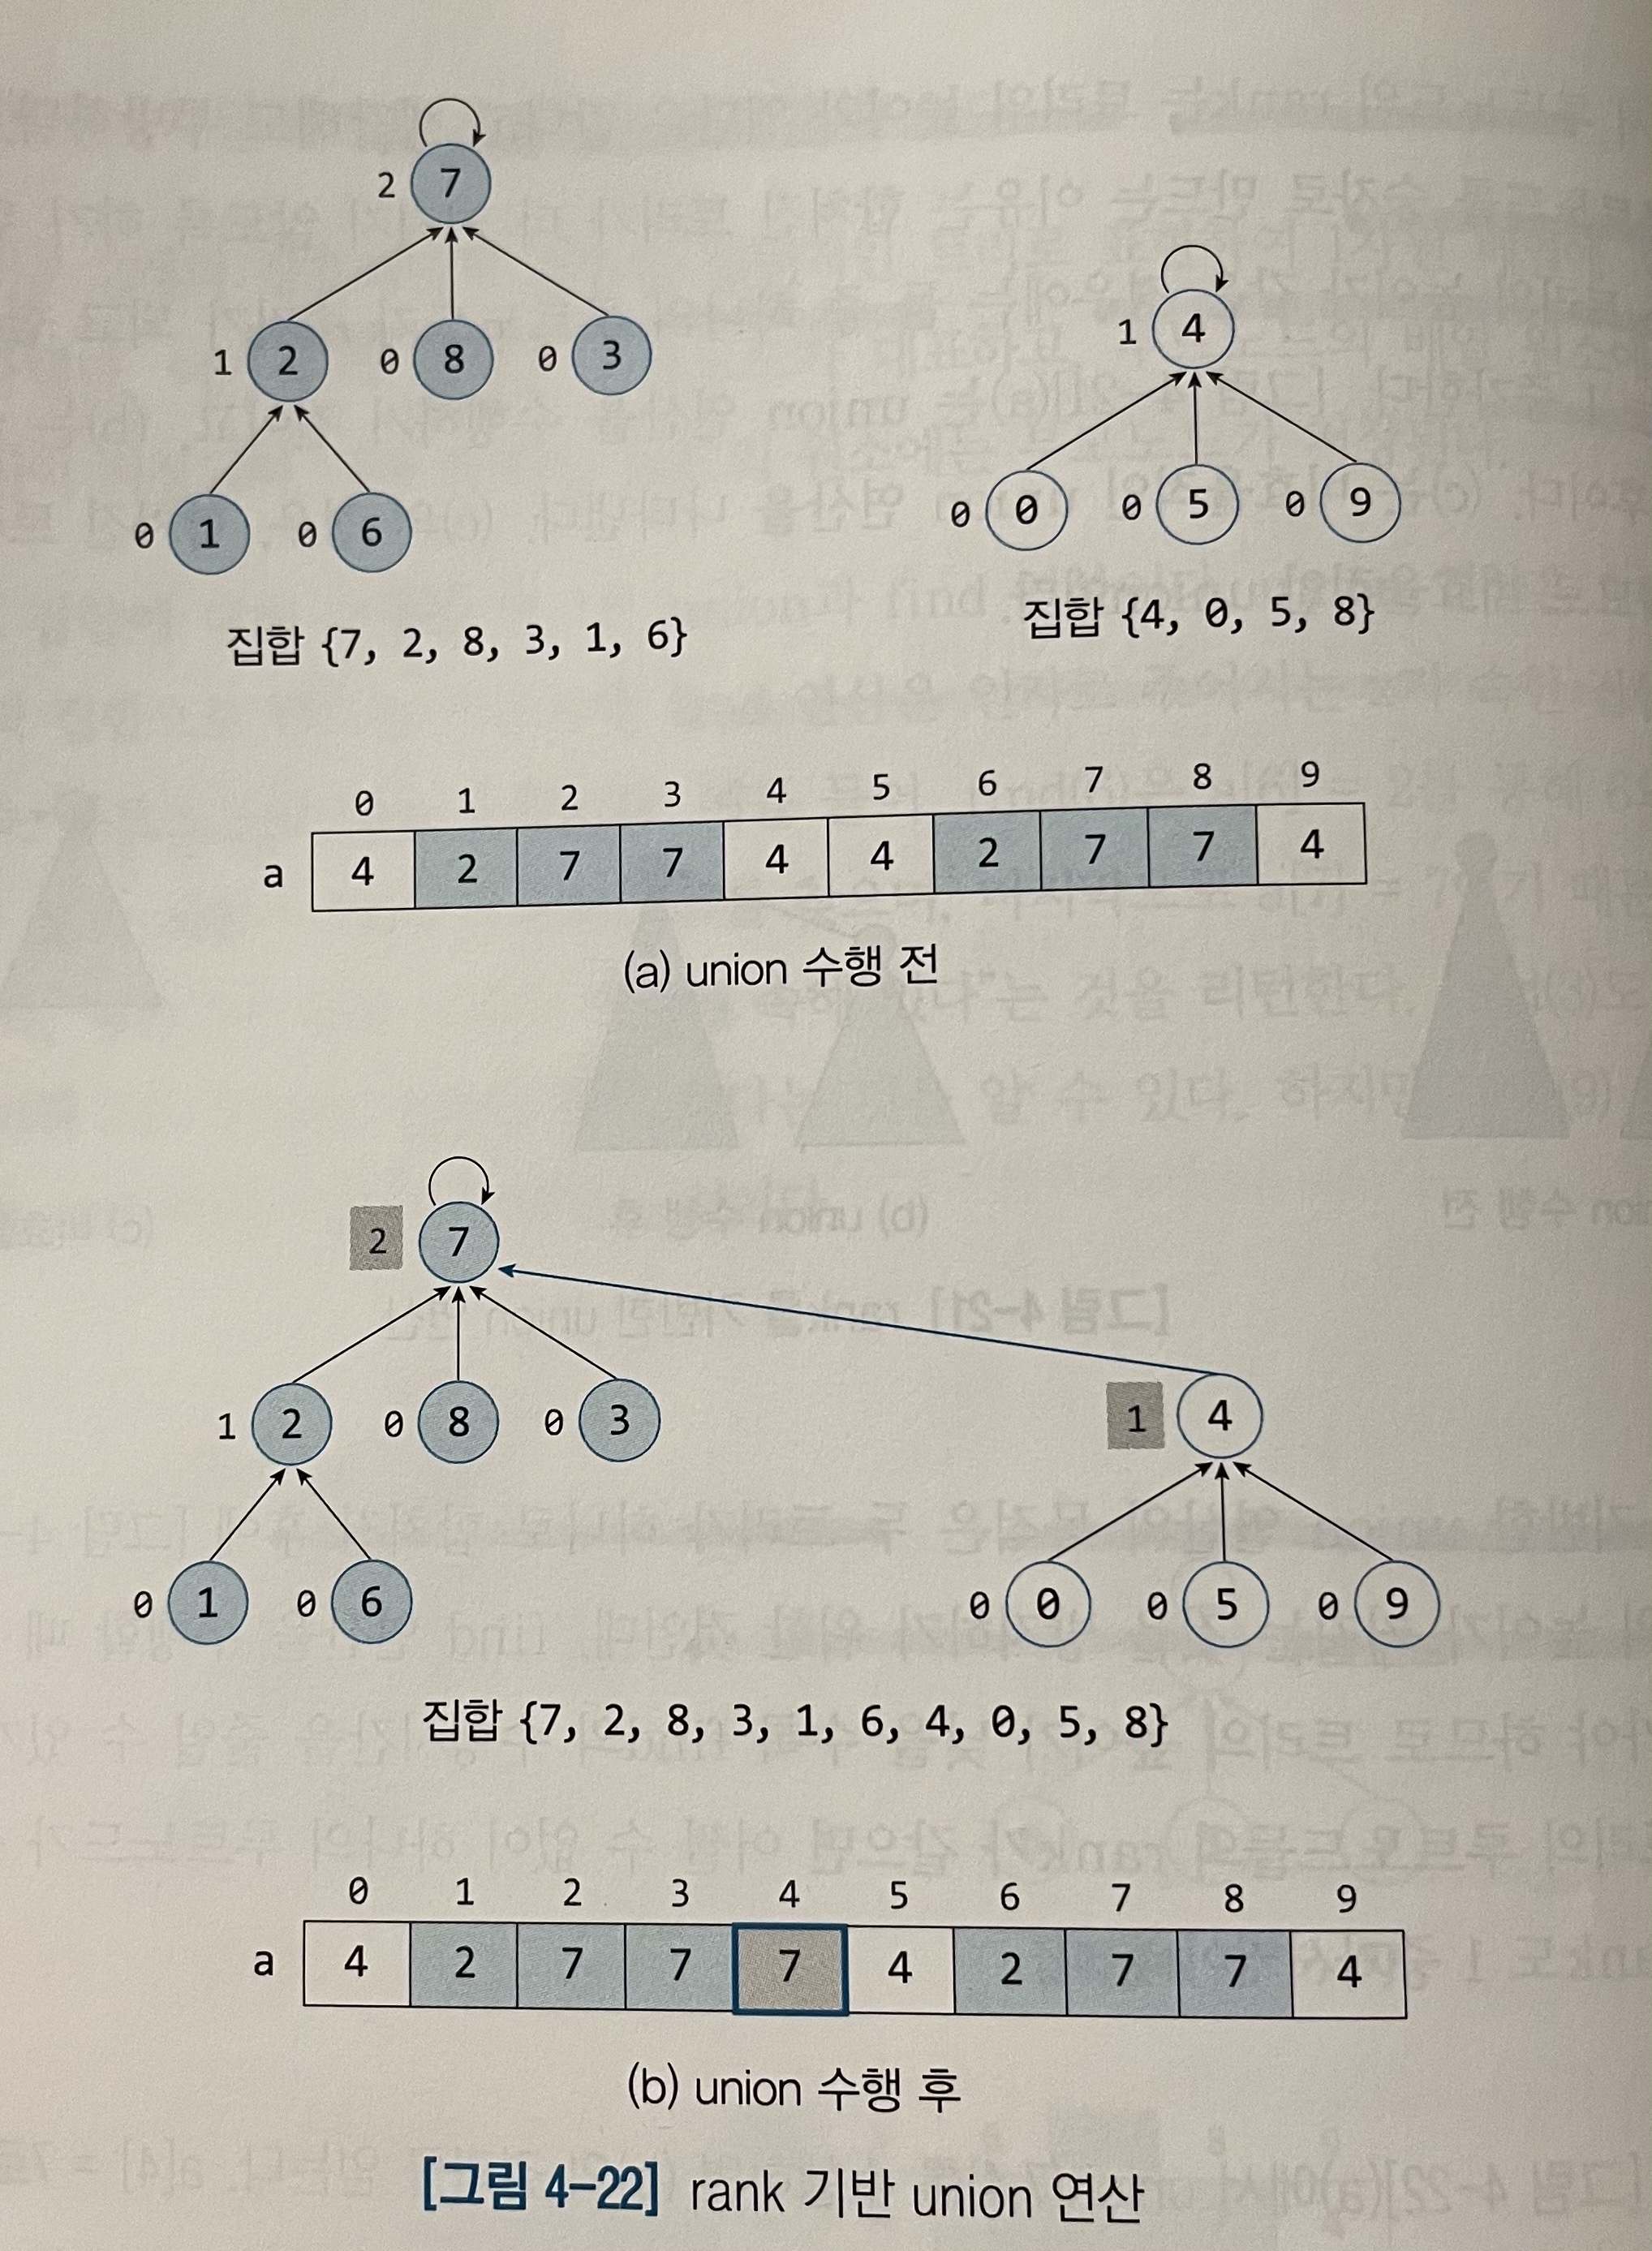 2 7
1 2 0 8 0 3
0 1 0 6
집합 {7, 2, 8, 3, 1, 6}
1 4
0 0 0 5 0 9
집합 {4, 0, 5, 8}
0 1 2 3 4 5 6 7 8 9
a 4 2 7 7 4 4 2 7 7 4
(a) union 수행 전
2 7
1 2 0 8 0 3 1 4
0 1 0 6 0 0 0 5 0 9
집합 {7, 2, 8, 3, 1, 6, 4, 0, 5, 8}
0 1 2 3 4 5 6 7 8 9
a 4 2 7 7 7 4 2 7 7 4
(b) union 수행 후
[그림 4-22] rank 기반 union 연산